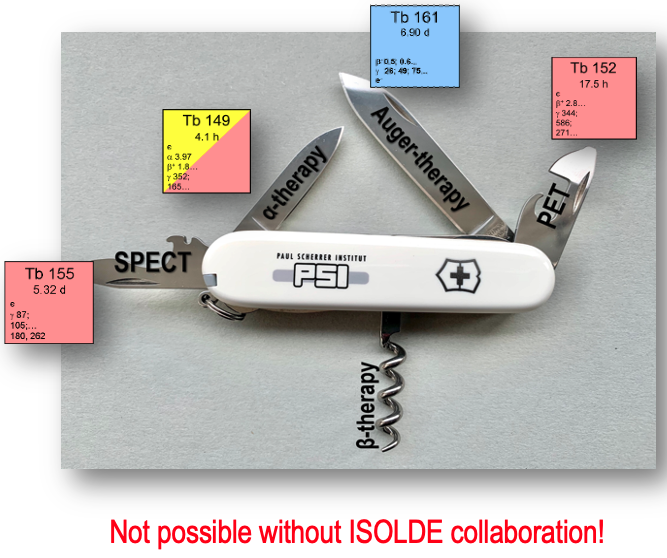 Tb 161
6.90 d
β⁻ 0.5; 0.6...
γ 26; 49; 75...
e⁻
Tb 152
17.5 h
ϵ
β⁺ 2.8...
γ 344;
586;
271...
Tb 149
4.1 h
ϵ
α 3.97
β⁺ 1.8...
γ 352;
165...
α-therapy
Auger-therapy
PET
SPECT
Tb 155
5.32 d
ϵ
γ 87;
105;...
180, 262
PAUL SCHERRER INSTITUT
PSI
β-therapy
Not possible without ISOLDE collaboration!